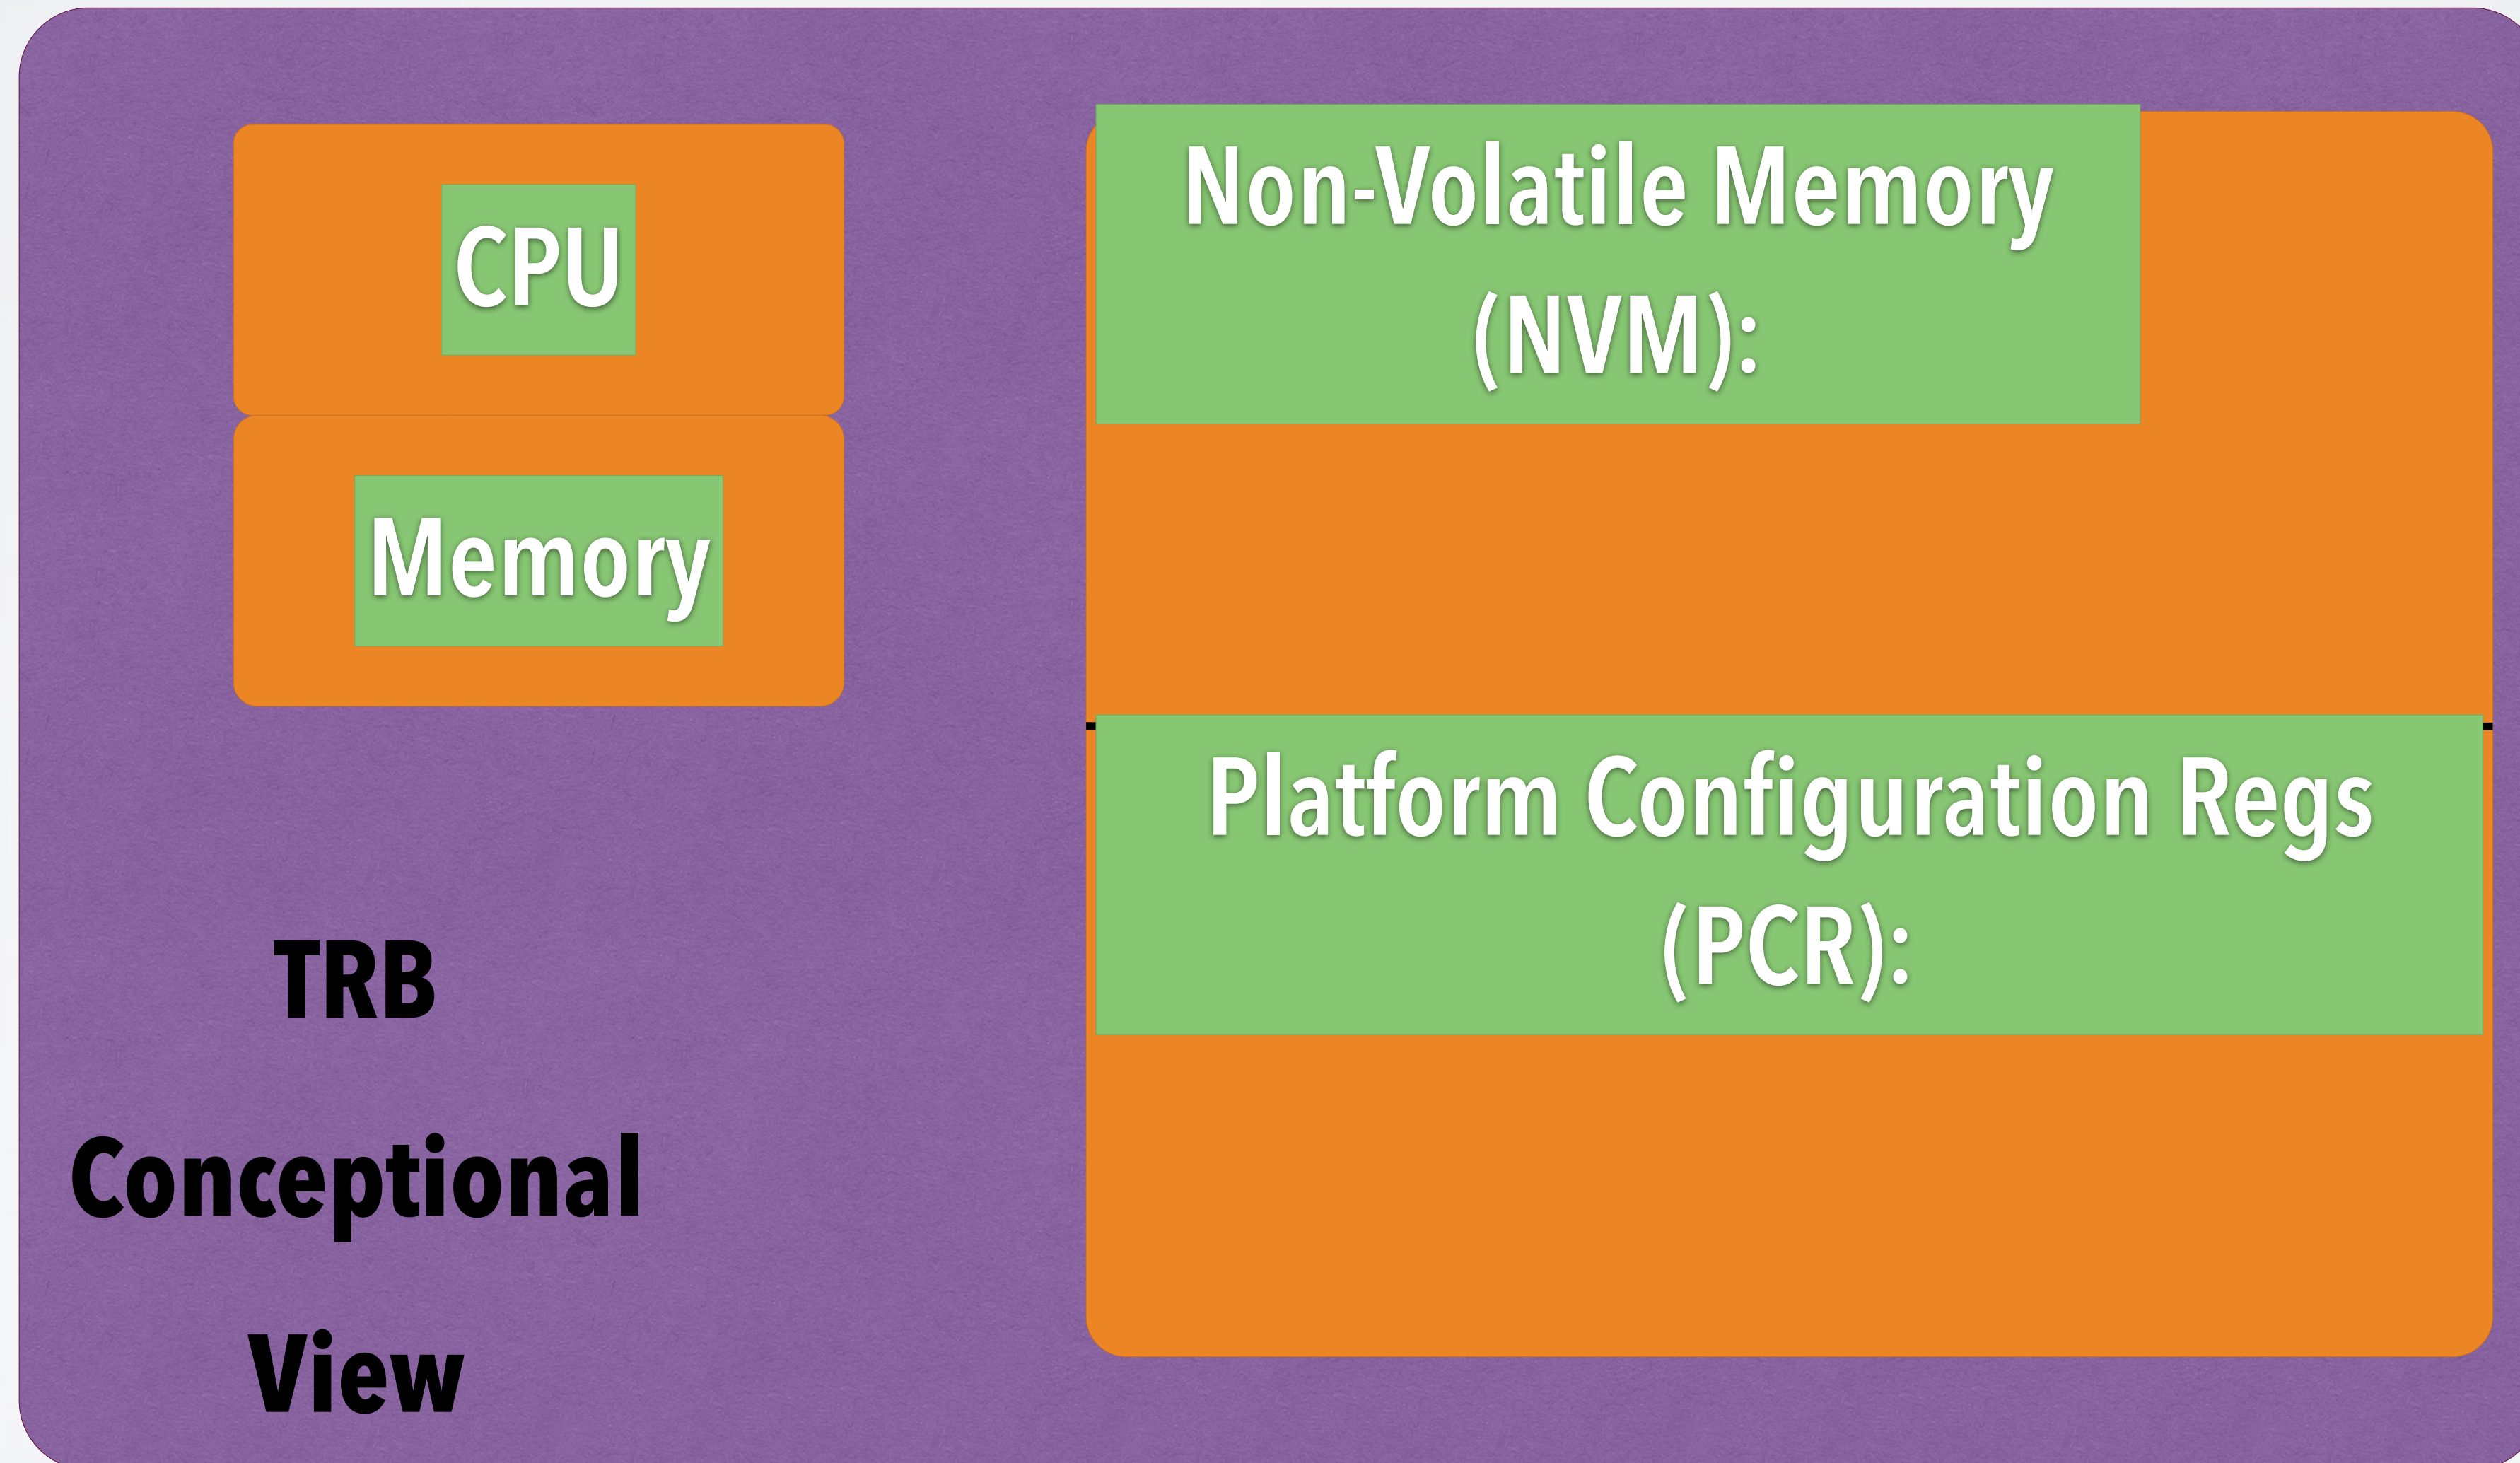 CPU
Memory
TRB
Conceptional
View
Non-Volatile Memory
(NVM):
Platform Configuration Regs
(PCR):